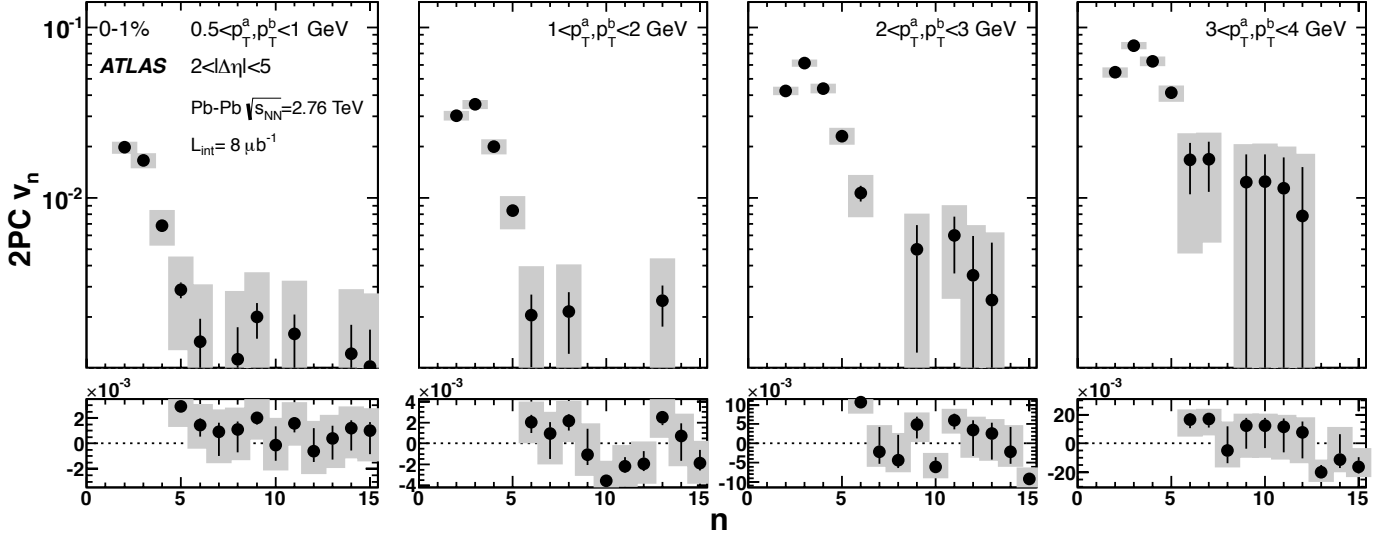 10⁻¹
10⁻²
2PC vₙ
0-1%
0.5<p_T^a,p_T^b<1 GeV
ATLAS
2<|Δη|<5
Pb-Pb √s_NN=2.76 TeV
L_int= 8 μb⁻¹
1<p_T^a,p_T^b<2 GeV
2<p_T^a,p_T^b<3 GeV
3<p_T^a,p_T^b<4 GeV
×10⁻³
2
0
-2
0 5 10 15
×10⁻³
4
2
0
-2
-4
0 5 10 15
×10⁻³
10
5
0
-5
-10
0 5 10 15
×10⁻³
20
0
-20
0 5 10 15
n